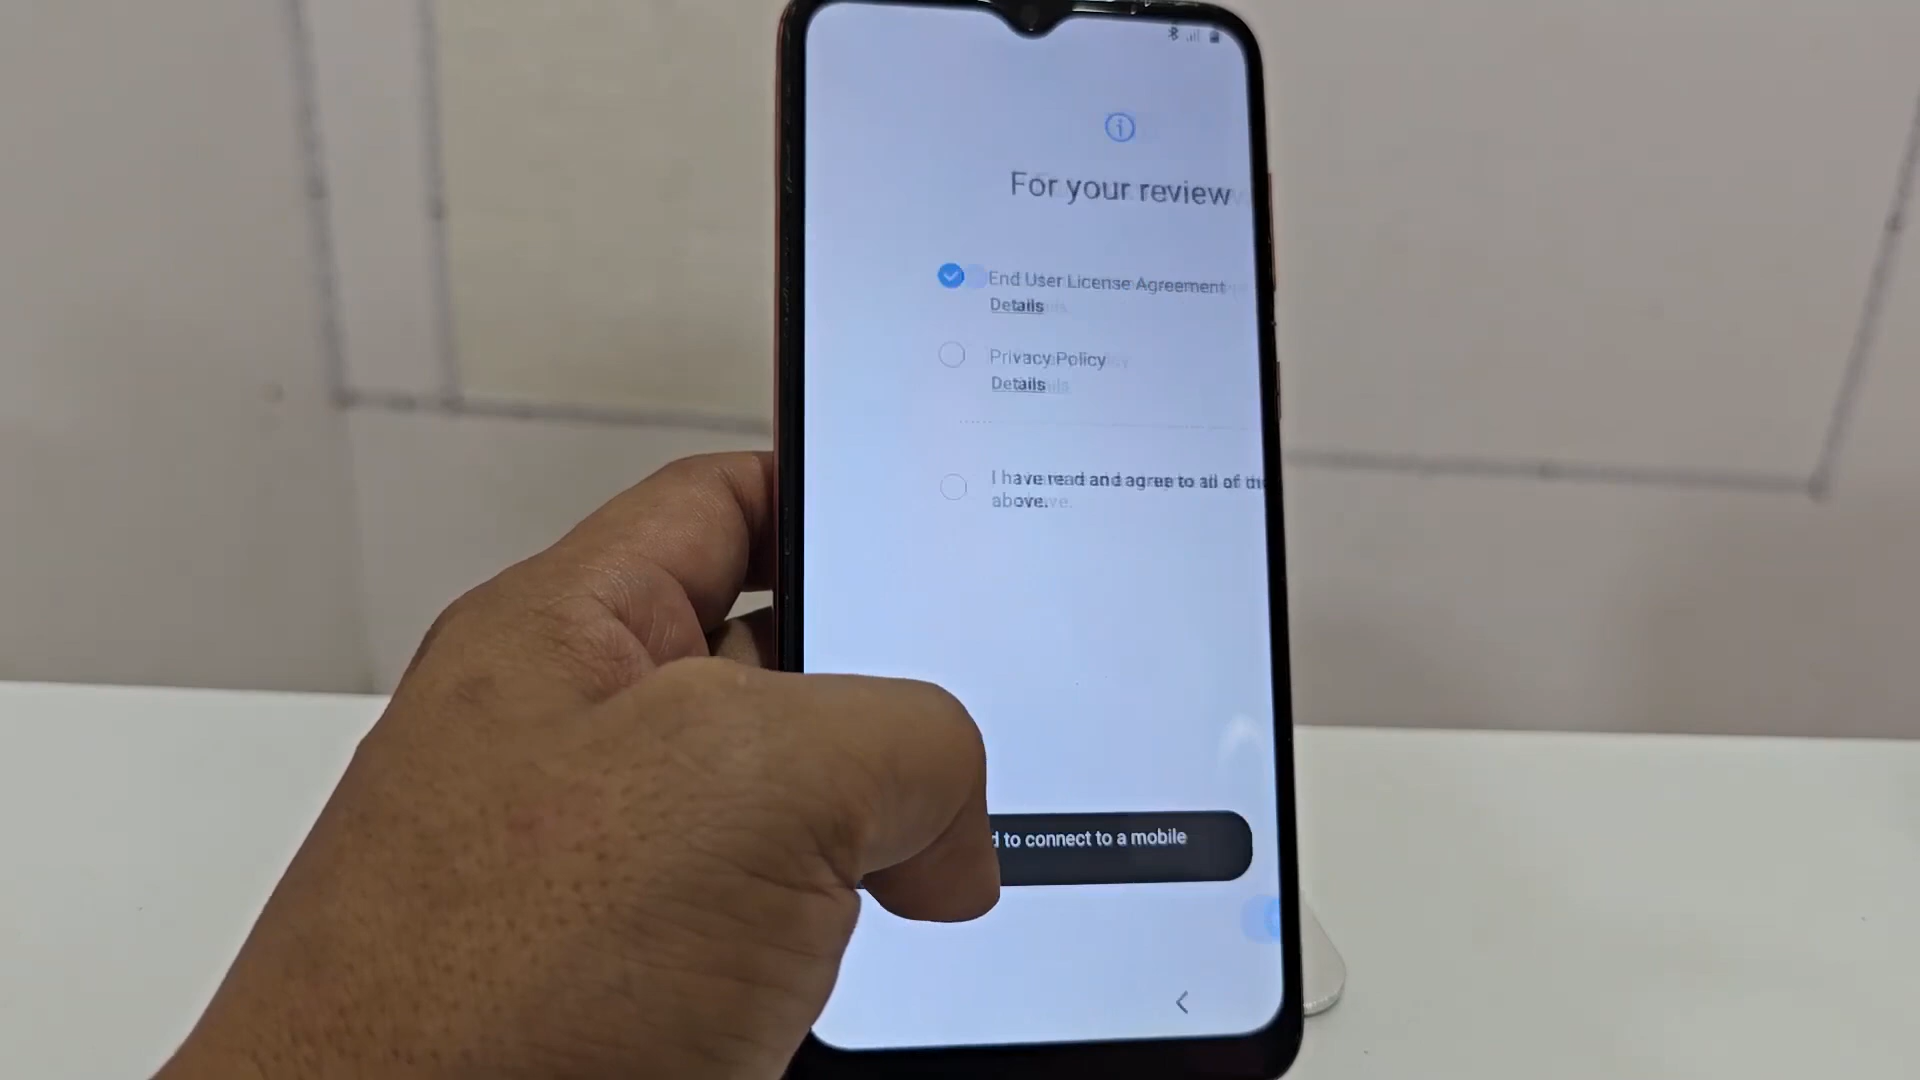 For your review
End User License Agreement
Details
Privacy Policy
Details
I have read and agree to all of
above.
to connect to a mobile